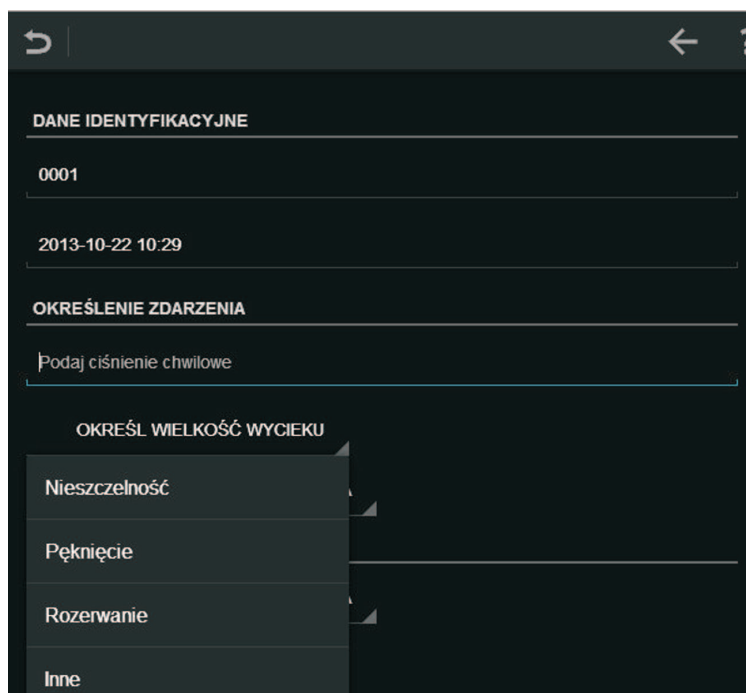 DANE IDENTYFIKACYJNE
0001
2013-10-22 10:29
OKREŚLENIE ZDARZENIA
Podaj ciśnienie chwilowe
OKREŚL WIELKOŚĆ WYCIEKU
Nieszczelność
Pęknięcie
Rozerwanie
Inne